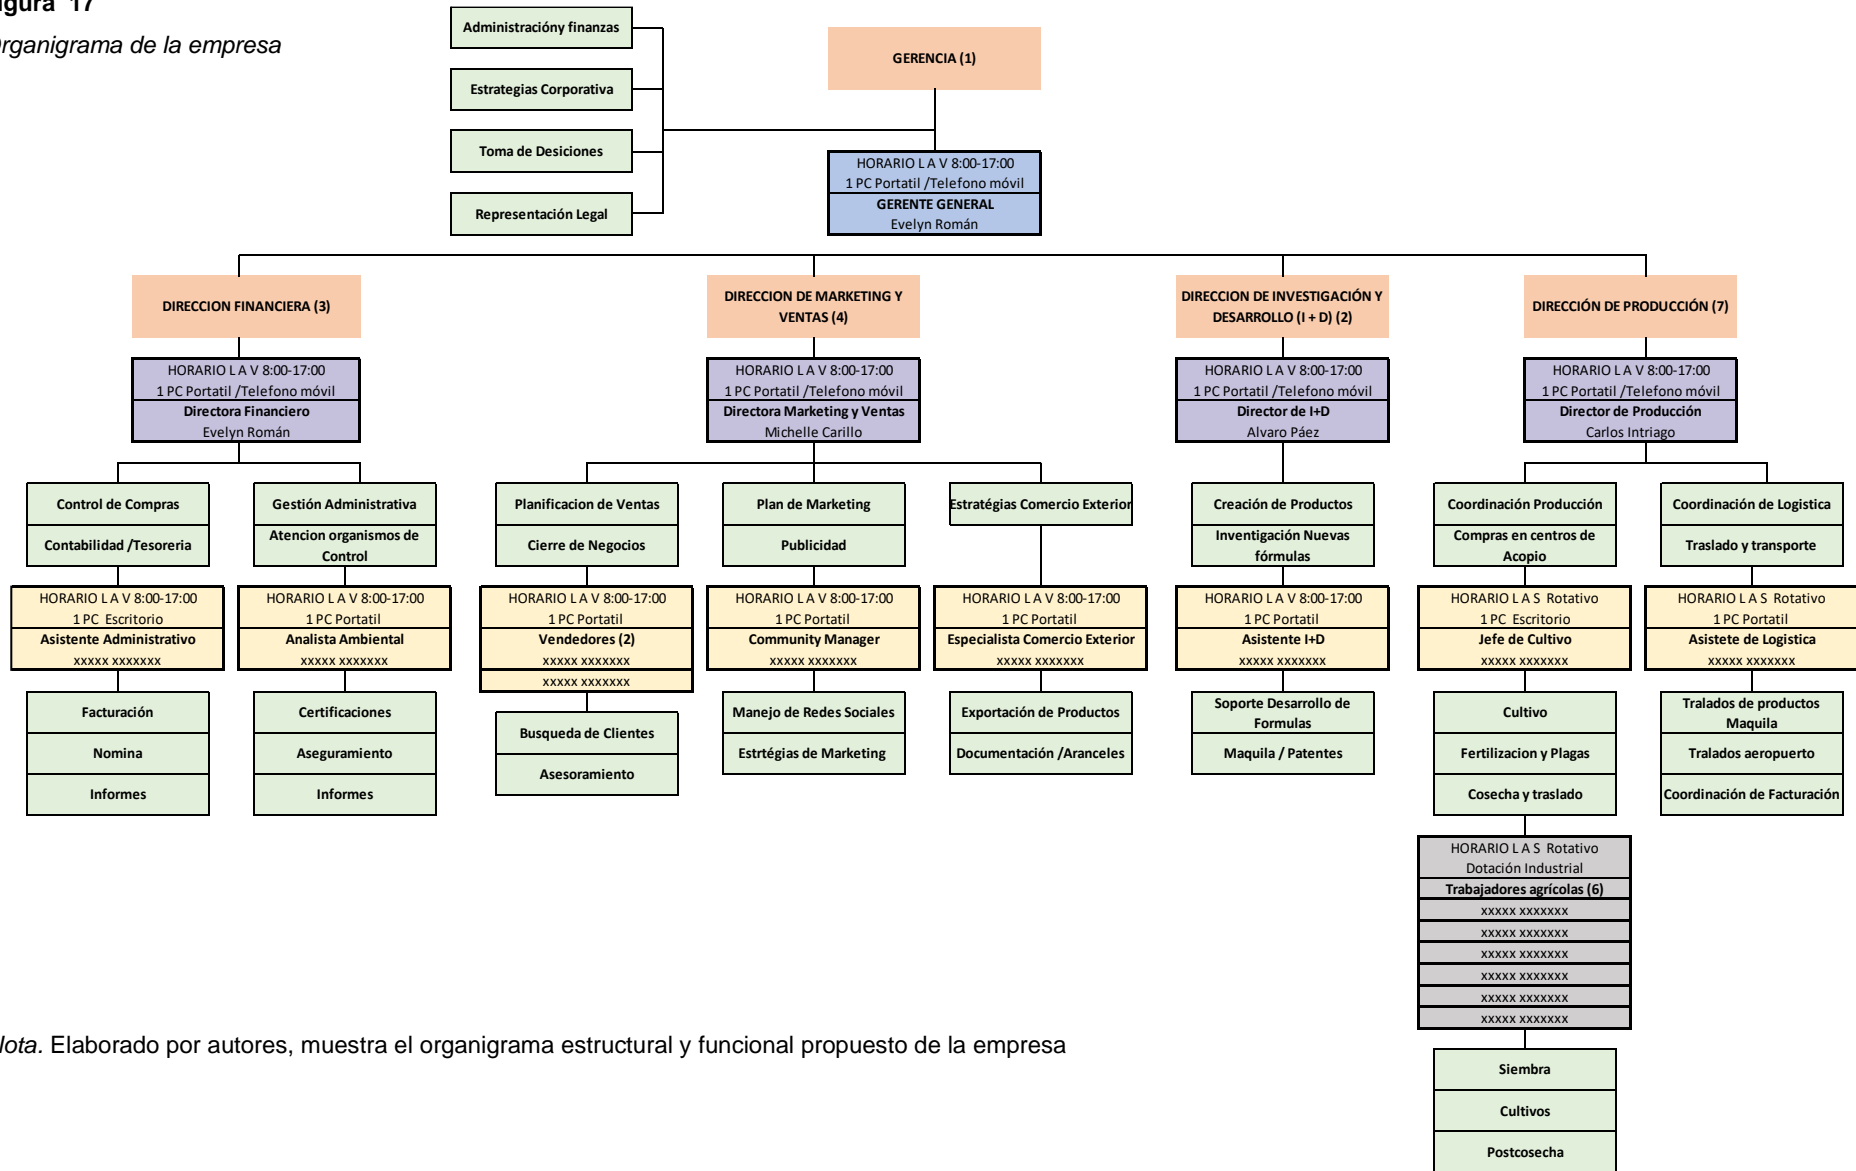 igura 17
rganigrama de la empresa
Administracióny finanzas
Estrategias Corporativa
Toma de Desiciones
Representación Legal
GERENCIA (1)
HORARIO L A V 8:00-17:00
1 PC Portatil /Telefono móvil
GERENTE GENERAL
Evelyn Román
DIRECCION FINANCIERA (3)
HORARIO L A V 8:00-17:00
1 PC Portatil /Telefono móvil
Directora Financiero
Evelyn Román
Control de Compras
Contabilidad /Tesoreria
HORARIO L A V 8:00-17:00
1 PC Escritorio
Asistente Administrativo
xxxxx xxxxxxx
Facturación
Nomina
Informes
Gestión Administrativa
Atencion organismos de
Control
HORARIO L A V 8:00-17:00
1 PC Portatil
Analista Ambiental
xxxxx xxxxxxx
Certificaciones
Aseguramiento
Informes
DIRECCION DE MARKETING Y
VENTAS (4)
HORARIO L A V 8:00-17:00
1 PC Portatil /Telefono móvil
Directora Marketing y Ventas
Michelle Carillo
Planificacion de Ventas
Cierre de Negocios
HORARIO L A V 8:00-17:00
1 PC Portatil
Vendedores (2)
xxxxx xxxxxxx
xxxxx xxxxxxx
Busqueda de Clientes
Asesoramiento
Plan de Marketing
Publicidad
HORARIO L A V 8:00-17:00
1 PC Portatil
Community Manager
xxxxx xxxxxxx
Manejo de Redes Sociales
Estrtégias de Marketing
Estratégias Comercio Exterior
HORARIO L A V 8:00-17:00
1 PC Portatil
Especialista Comercio Exterior
xxxxx xxxxxxx
Exportación de Productos
Documentación /Aranceles
DIRECCION DE INVESTIGACIÓN Y
DESARROLLO (I + D) (2)
HORARIO L A V 8:00-17:00
1 PC Portatil /Telefono móvil
Director de I+D
Alvaro Páez
Creación de Productos
Investigación Nuevas
fórmulas
HORARIO L A V 8:00-17:00
1 PC Portatil
Asistente I+D
xxxxx xxxxxxx
Soporte Desarrollo de
Formulas
Maquila / Patentes
DIRECCIÓN DE PRODUCCIÓN (7)
HORARIO L A V 8:00-17:00
1 PC Portatil /Telefono móvil
Director de Producción
Carlos Intriago
Coordinación Producción
Compras en centros de
Acopio
HORARIO L A S Rotativo
1 PC Escritorio
Jefe de Cultivo
xxxxx xxxxxxx
Cultivo
Fertilizacion y Plagas
Cosecha y traslado
HORARIO L A S Rotativo
Dotación Industrial
Trabajadores agrícolas (6)
xxxxx xxxxxxx
xxxxx xxxxxxx
xxxxx xxxxxxx
xxxxx xxxxxxx
xxxxx xxxxxxx
xxxxx xxxxxxx
Siembra
Cultivos
Postcosecha
Coordinación de Logistica
Traslado y transporte
HORARIO L A S Rotativo
1 PC Portatil
Asistete de Logistica
xxxxx xxxxxxx
Tralados de productos
Maquila
Tralados aeropuerto
Coordinación de Facturación
lota. Elaborado por autores, muestra el organigrama estructural y funcional propuesto de la empresa